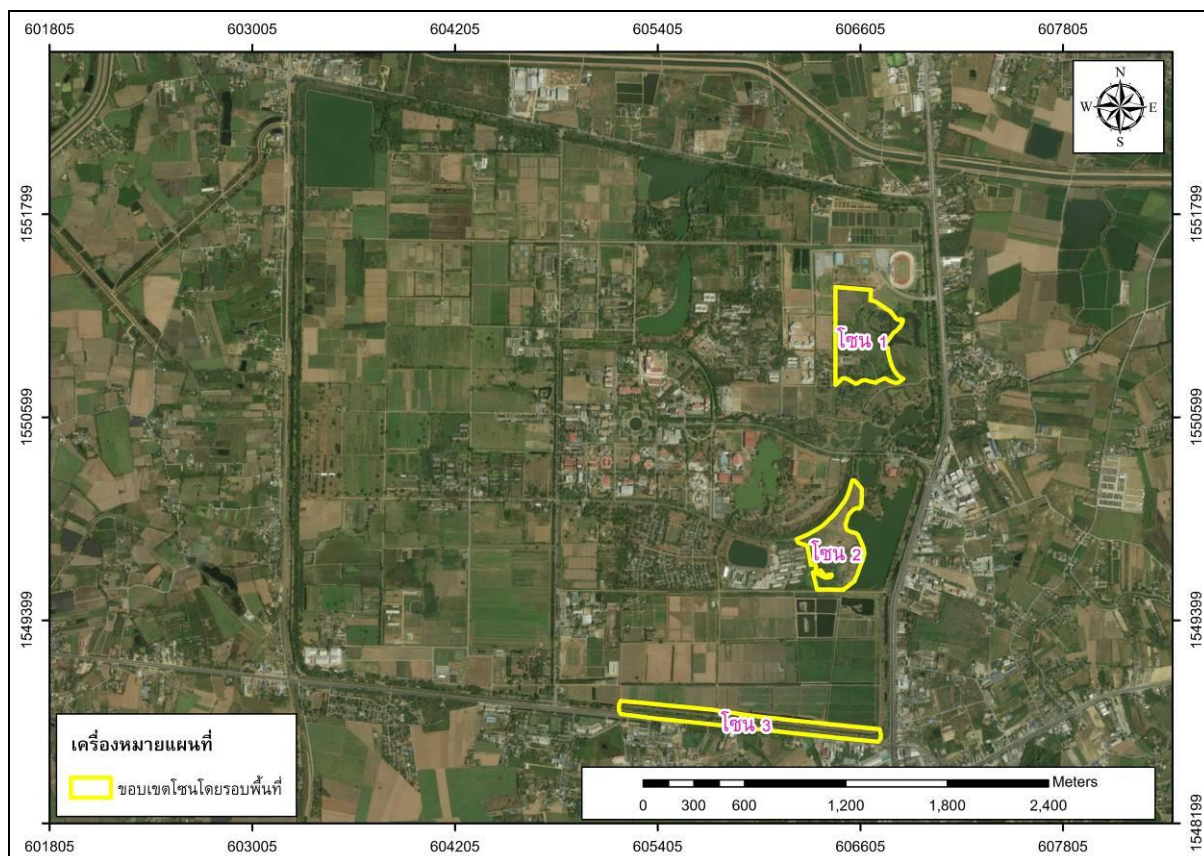 601805 603005 604205 605405 606605 607805
N
W E
S
1551799 1551799
โซน 1
1550599 1550599
โซน 2
1549399 1549399
โซน 3
เครื่องหมายแผนที่
ขอบเขตโซนโดยรอบพื้นที่
Meters
0 300 600 1,200 1,800 2,400
1548199 1548199
601805 603005 604205 605405 606605 607805